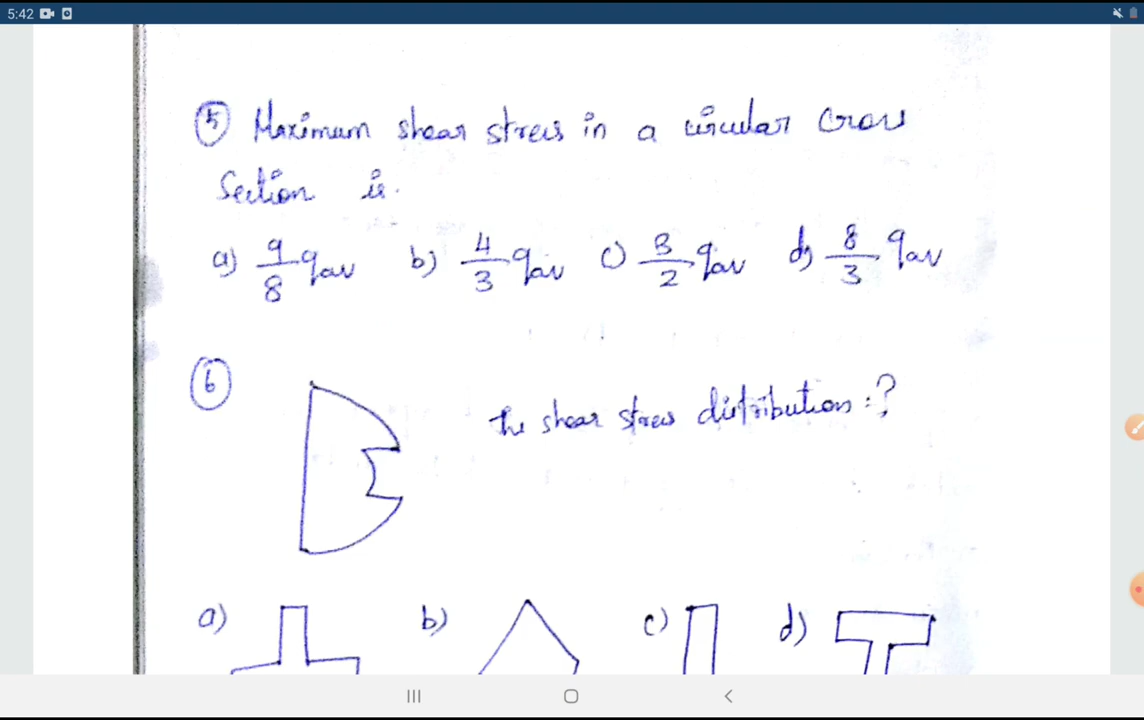 5:42
5 Maximum shear stress in a circular cross
Section is.
a) 9/8 qav b) 4/3 qav c) 3/2 qav d) 8/3 qav
6
The shear stress distribution:?
a) b) c) d)